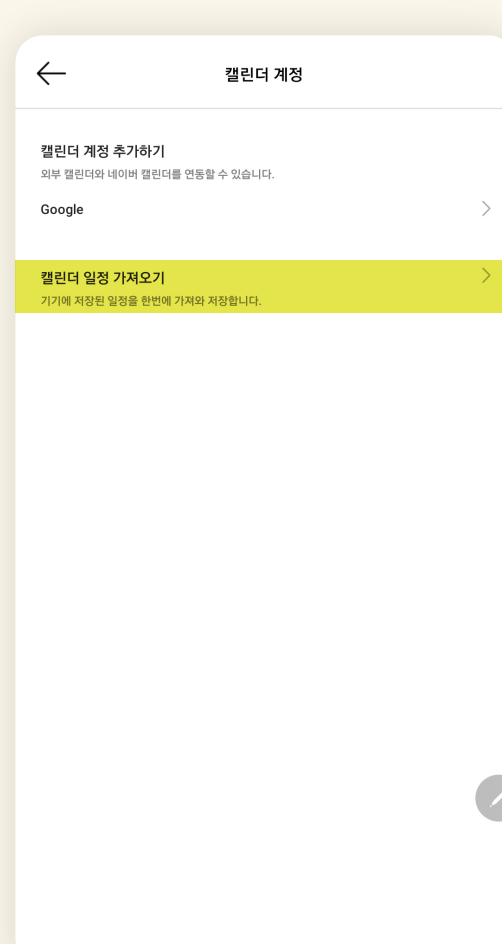 캘린더 계정
캘린더 계정 추가하기
외부 캘린더와 네이버 캘린더를 연동할 수 있습니다.
Google
캘린더 일정 가져오기
기기에 저장된 일정을 한번에 가져와 저장합니다.